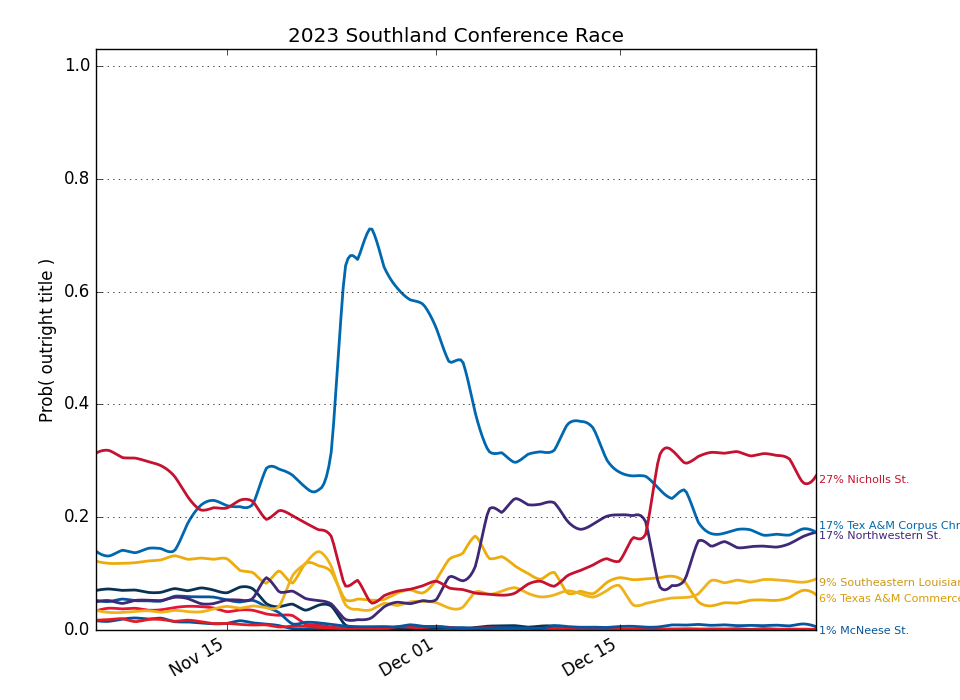 2023 Southland Conference Race
Prob( outright title )
1.0
0.8
0.6
0.4
0.2
0.0
Nov 15
Dec 01
Dec 15
27% Nicholls St.
17% Tex A&M Corpus Chr
17% Northwestern St.
9% Southeastern Louisian
6% Texas A&M Commerce
1% McNeese St.